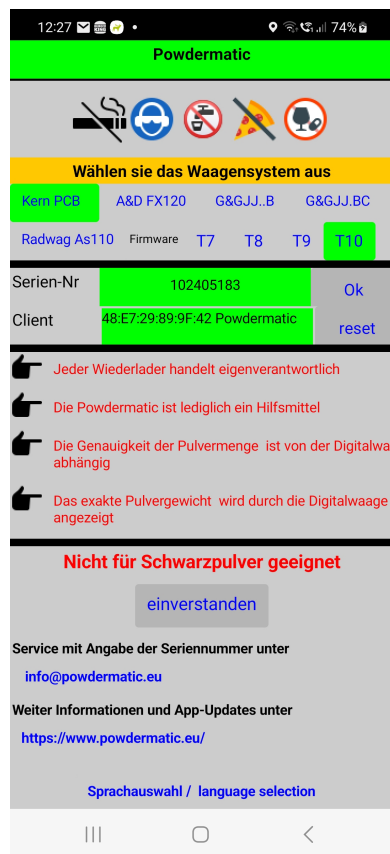 12:27
74%
Powdermatic
Wählen sie das Waagensystem aus
Kern PCB A&D FX120 G&GJJ..B G&GJJ.BC
Radwag As110 Firmware T7 T8 T9 T10
Serien-Nr 102405183 Ok
Client 48:E7:29:89:9F:42 Powdermatic reset
Jeder Wiederlader handelt eigenverantwortlich
Die Powdermatic ist lediglich ein Hilfsmittel
Die Genauigkeit der Pulvermenge ist von der Digitalwa
abhängig
Das exakte Pulvergewicht wird durch die Digitalwaage
angezeigt
Nicht für Schwarzpulver geeignet
einverstanden
Service mit Angabe der Seriennummer unter
info@powdermatic.eu
Weiter Informationen und App-Updates unter
https://www.powdermatic.eu/
Sprachauswahl / language selection